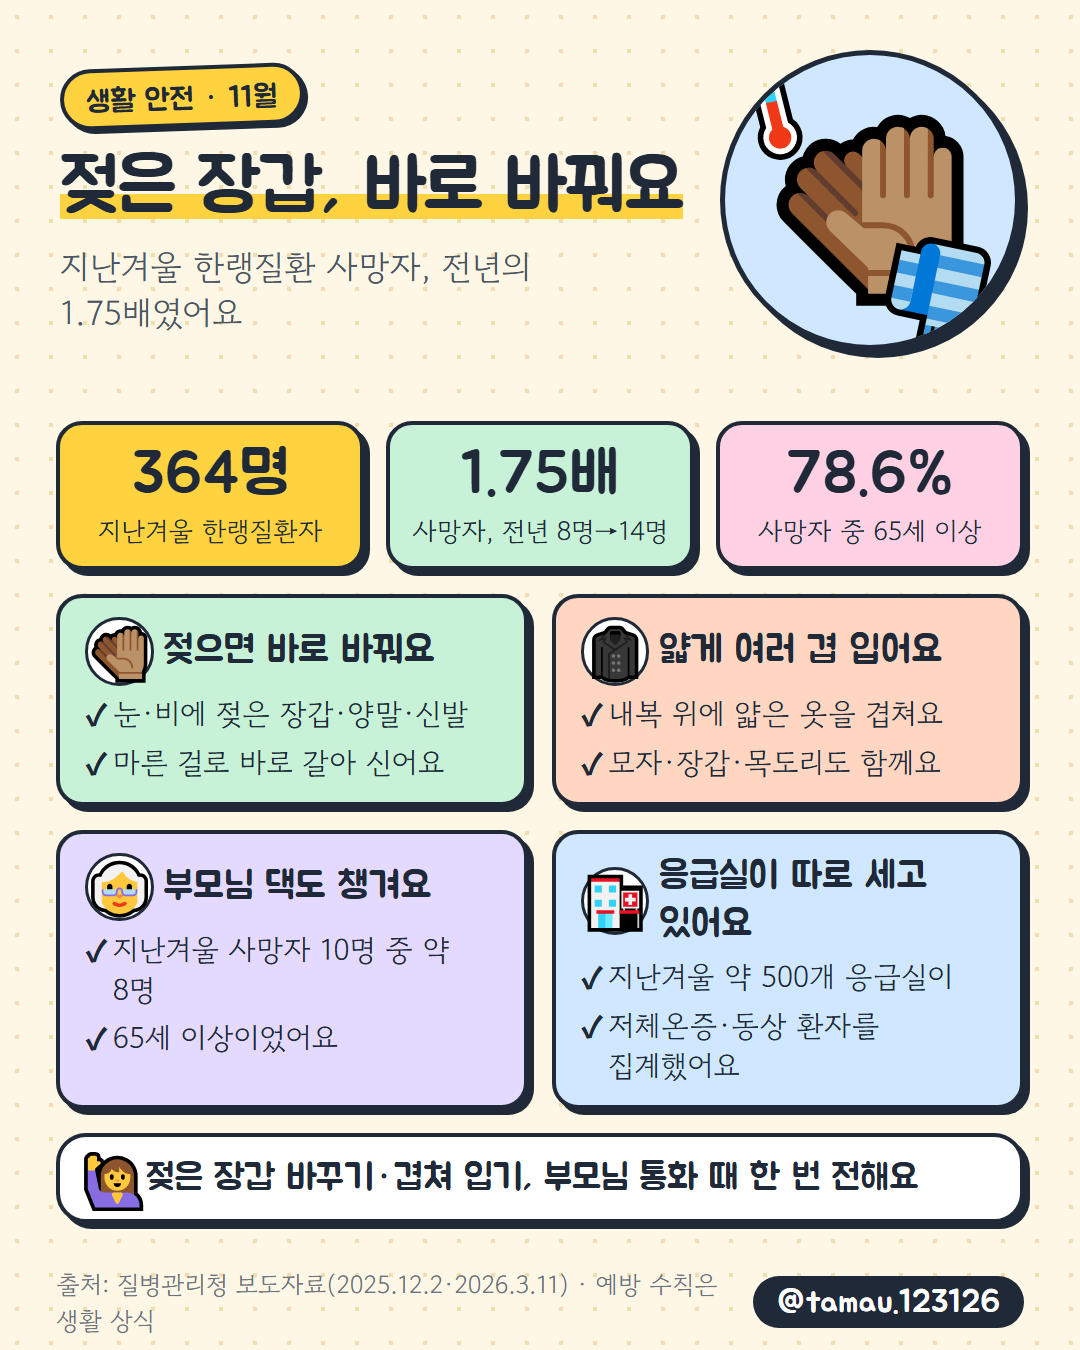 생활 안전 · 11월
젖은 장갑, 바로 바꿔요
지난겨울 한랭질환 사망자, 전년의
1.75배였어요
364명
지난겨울 한랭질환자
1.75배
사망자, 전년 8명→14명
78.6%
사망자 중 65세 이상
젖으면 바로 바꿔요
✓눈·비에 젖은 장갑·양말·신발
✓마른 걸로 바로 갈아 신어요
얇게 여러 겹 입어요
✓내복 위에 얇은 옷을 겹쳐요
✓모자·장갑·목도리도 함께요
부모님 댁도 챙겨요
✓지난겨울 사망자 10명 중 약
8명
✓65세 이상이었어요
응급실이 따로 세고
있어요
✓지난겨울 약 500개 응급실이
✓저체온증·동상 환자를
집계했어요
젖은 장갑 바꾸기·겹쳐 입기, 부모님 통화 때 한 번 전해요
출처: 질병관리청 보도자료(2025.12.2·2026.3.11) · 예방 수칙은
생활 상식
@tamau.123126